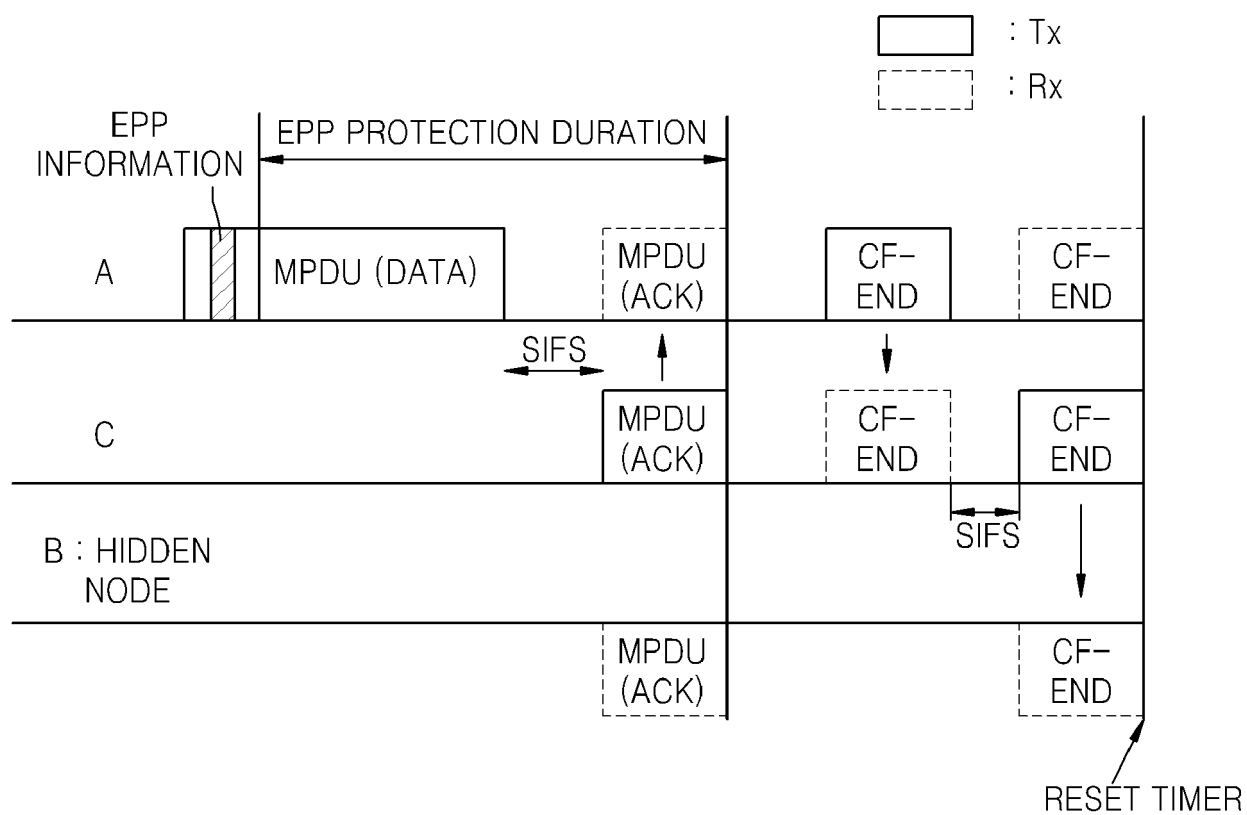 : Tx
: Rx
EPP
INFORMATION
EPP PROTECTION DURATION
A
MPDU (DATA)
MPDU
(ACK)
CF-
END
CF-
END
SIFS
C
MPDU
(ACK)
CF-
END
CF-
END
SIFS
B : HIDDEN
NODE
MPDU
(ACK)
CF-
END
RESET TIMER